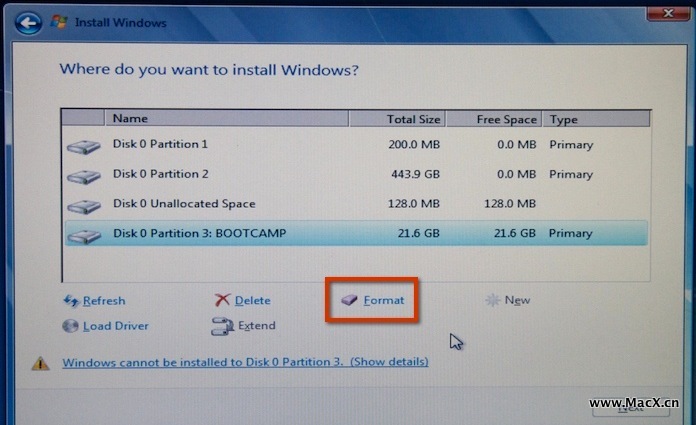 Install Windows
Where do you want to install Windows?
Name Total Size Free Space Type
Disk 0 Partition 1 200.0 MB 0.0 MB Primary
Disk 0 Partition 2 443.9 GB 0.0 MB Primary
Disk 0 Unallocated Space 128.0 MB 128.0 MB
Disk 0 Partition 3: BOOTCAMP 21.6 GB 21.6 GB Primary
Refresh Delete Format New
Load Driver Extend
Windows cannot be installed to Disk 0 Partition 3. (Show details)
www.MacX.cn
Next